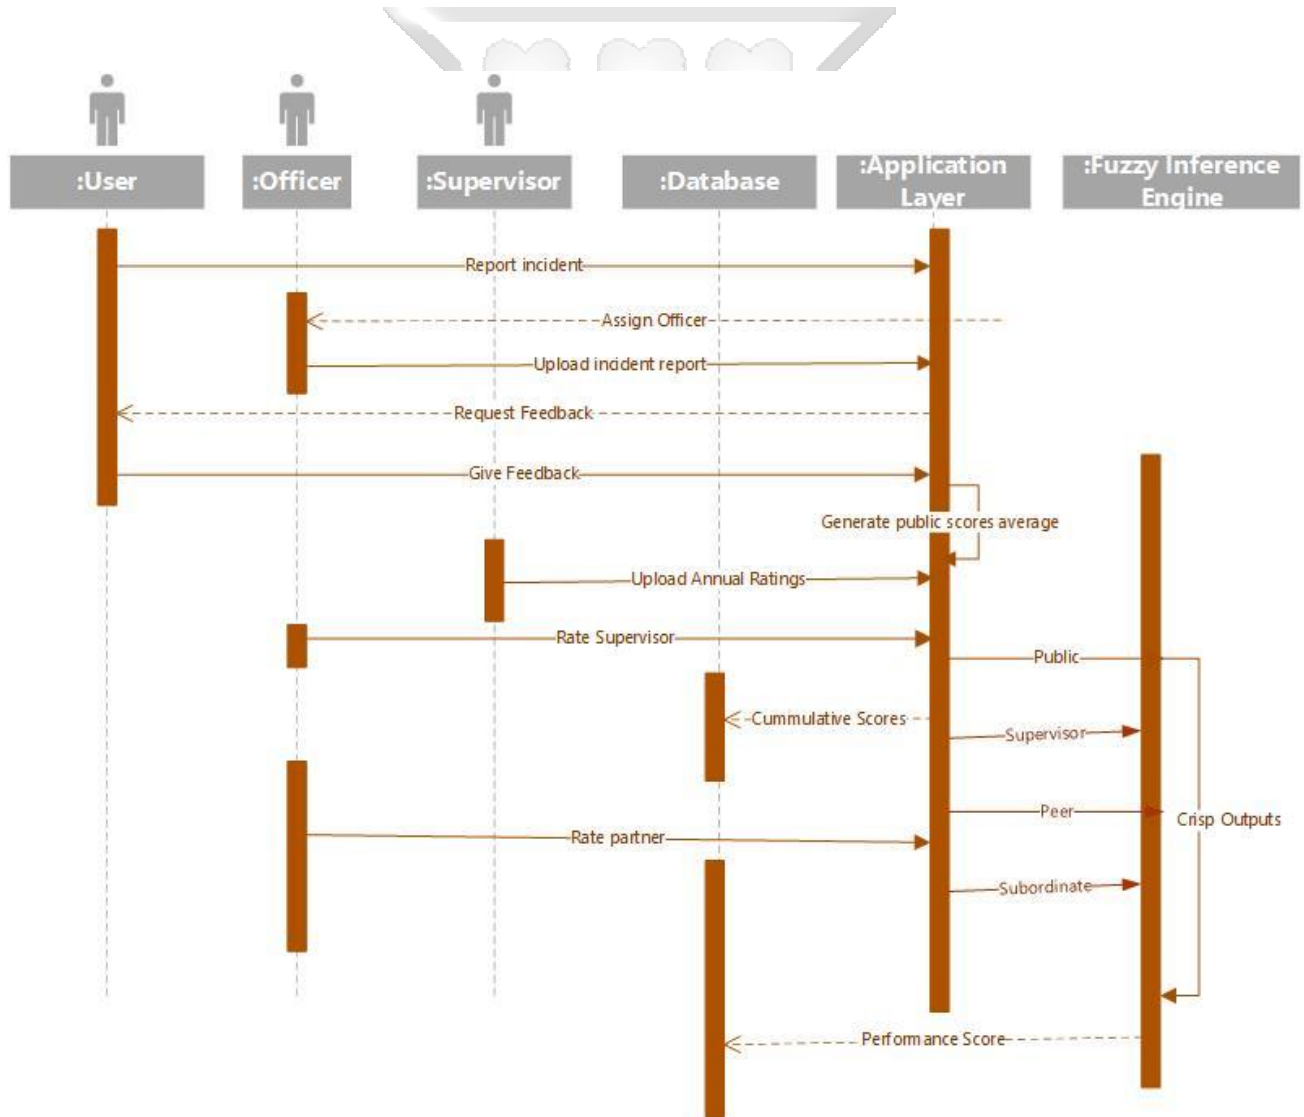 :User
:Officer
:Supervisor
:Database
:Application
Layer
:Fuzzy Inference
Engine
Report incident
Assign Officer
Upload incident report
Request Feedback
Give Feedback
Generate public scores average
Upload Annual Ratings
Rate Supervisor
Public
Cummulative Scores
Supervisor
Peer
Crisp Outputs
Rate partner
Subordinate
Performance Score